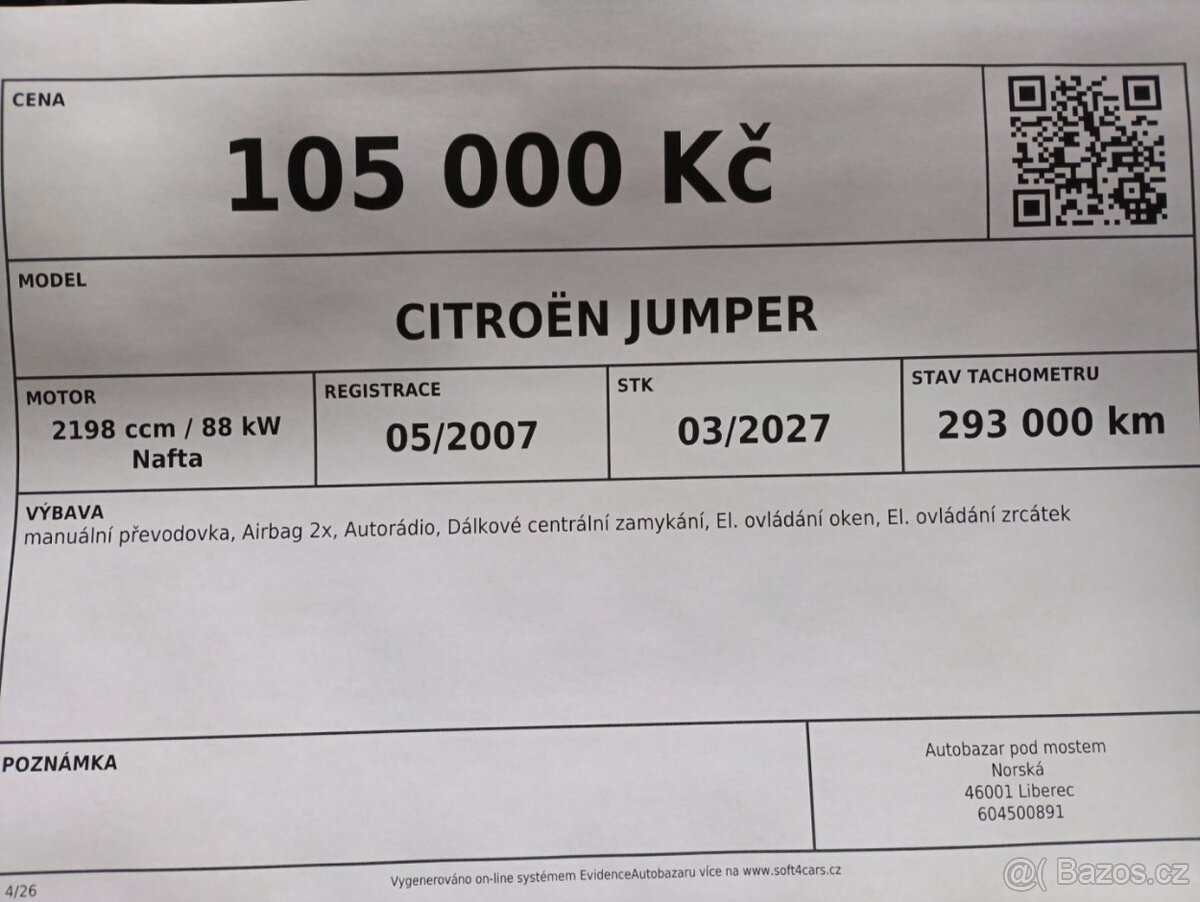 CENA
105 000 Kč
MODEL
CITROËN JUMPER
MOTOR
2198 ccm / 88 kW
Nafta
REGISTRACE
05/2007
STK
03/2027
STAV TACHOMETRU
293 000 km
VÝBAVA
manuální převodovka, Airbag 2x, Autorádio, Dálkové centrální zamykání, El. ovládání oken, El. ovládání zrcátek
POZNÁMKA
Autobazar pod mostem
Norská
46001 Liberec
604500891
4/26
Vygenerováno on-line systémem EvidenceAutobazaru více na www.soft4cars.cz
@( Bazos.cz